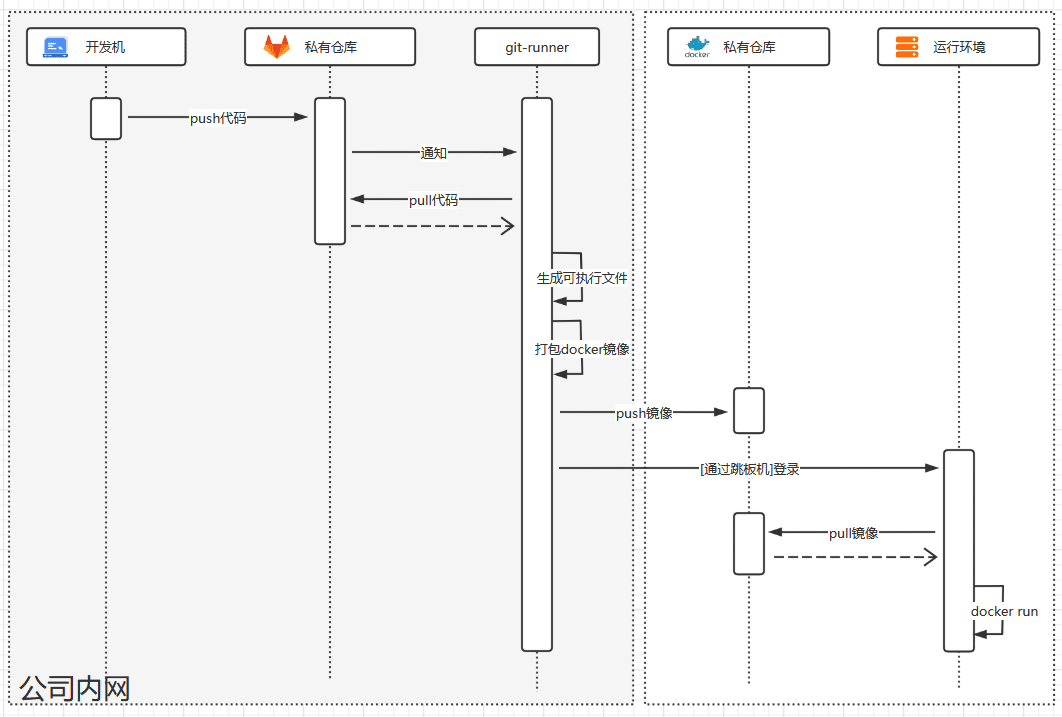 开发机
私有仓库
git-runner
docker
私有仓库
运行环境
push代码
通知
pull代码
生成可执行文件
打包docker镜像
push镜像
[通过跳板机]登录
pull镜像
docker run
公司内网